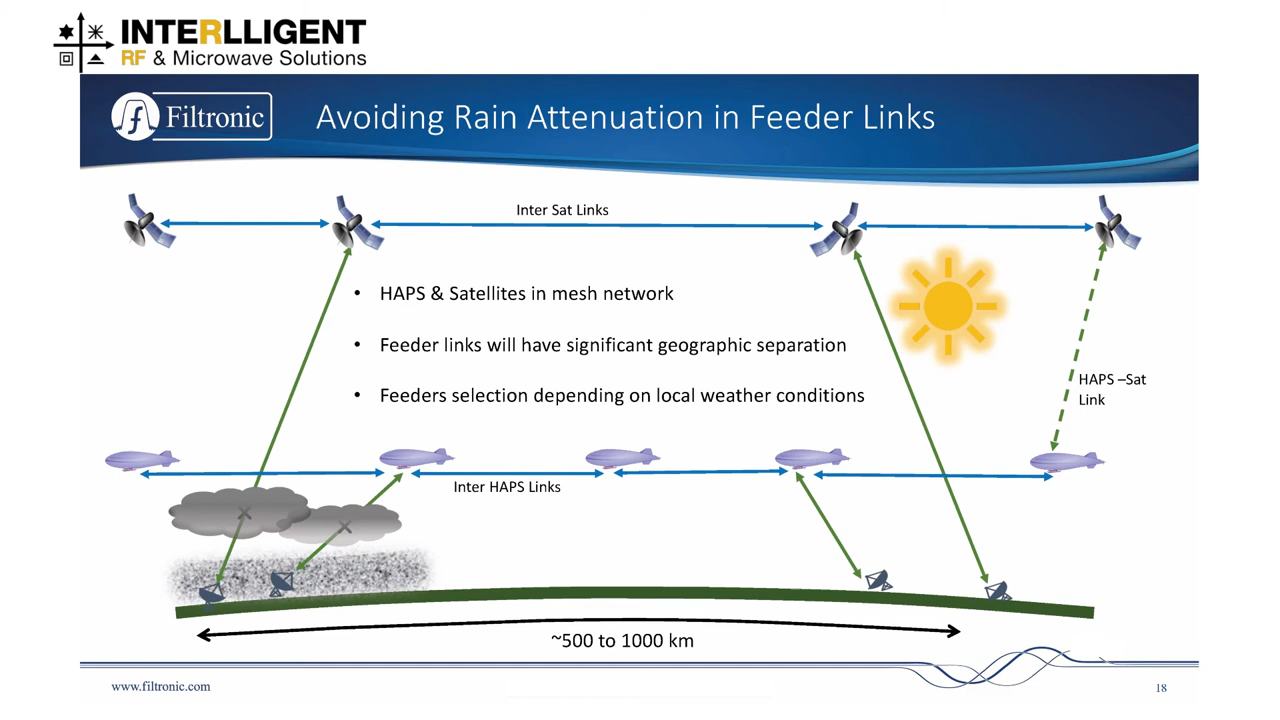 INTERLLIGENT
RF & Microwave Solutions
Filtronic
Avoiding Rain Attenuation in Feeder Links
Inter Sat Links
• HAPS & Satellites in mesh network
• Feeder links will have significant geographic separation
• Feeders selection depending on local weather conditions
HAPS –Sat
Link
Inter HAPS Links
~500 to 1000 km
www.filtronic.com
18